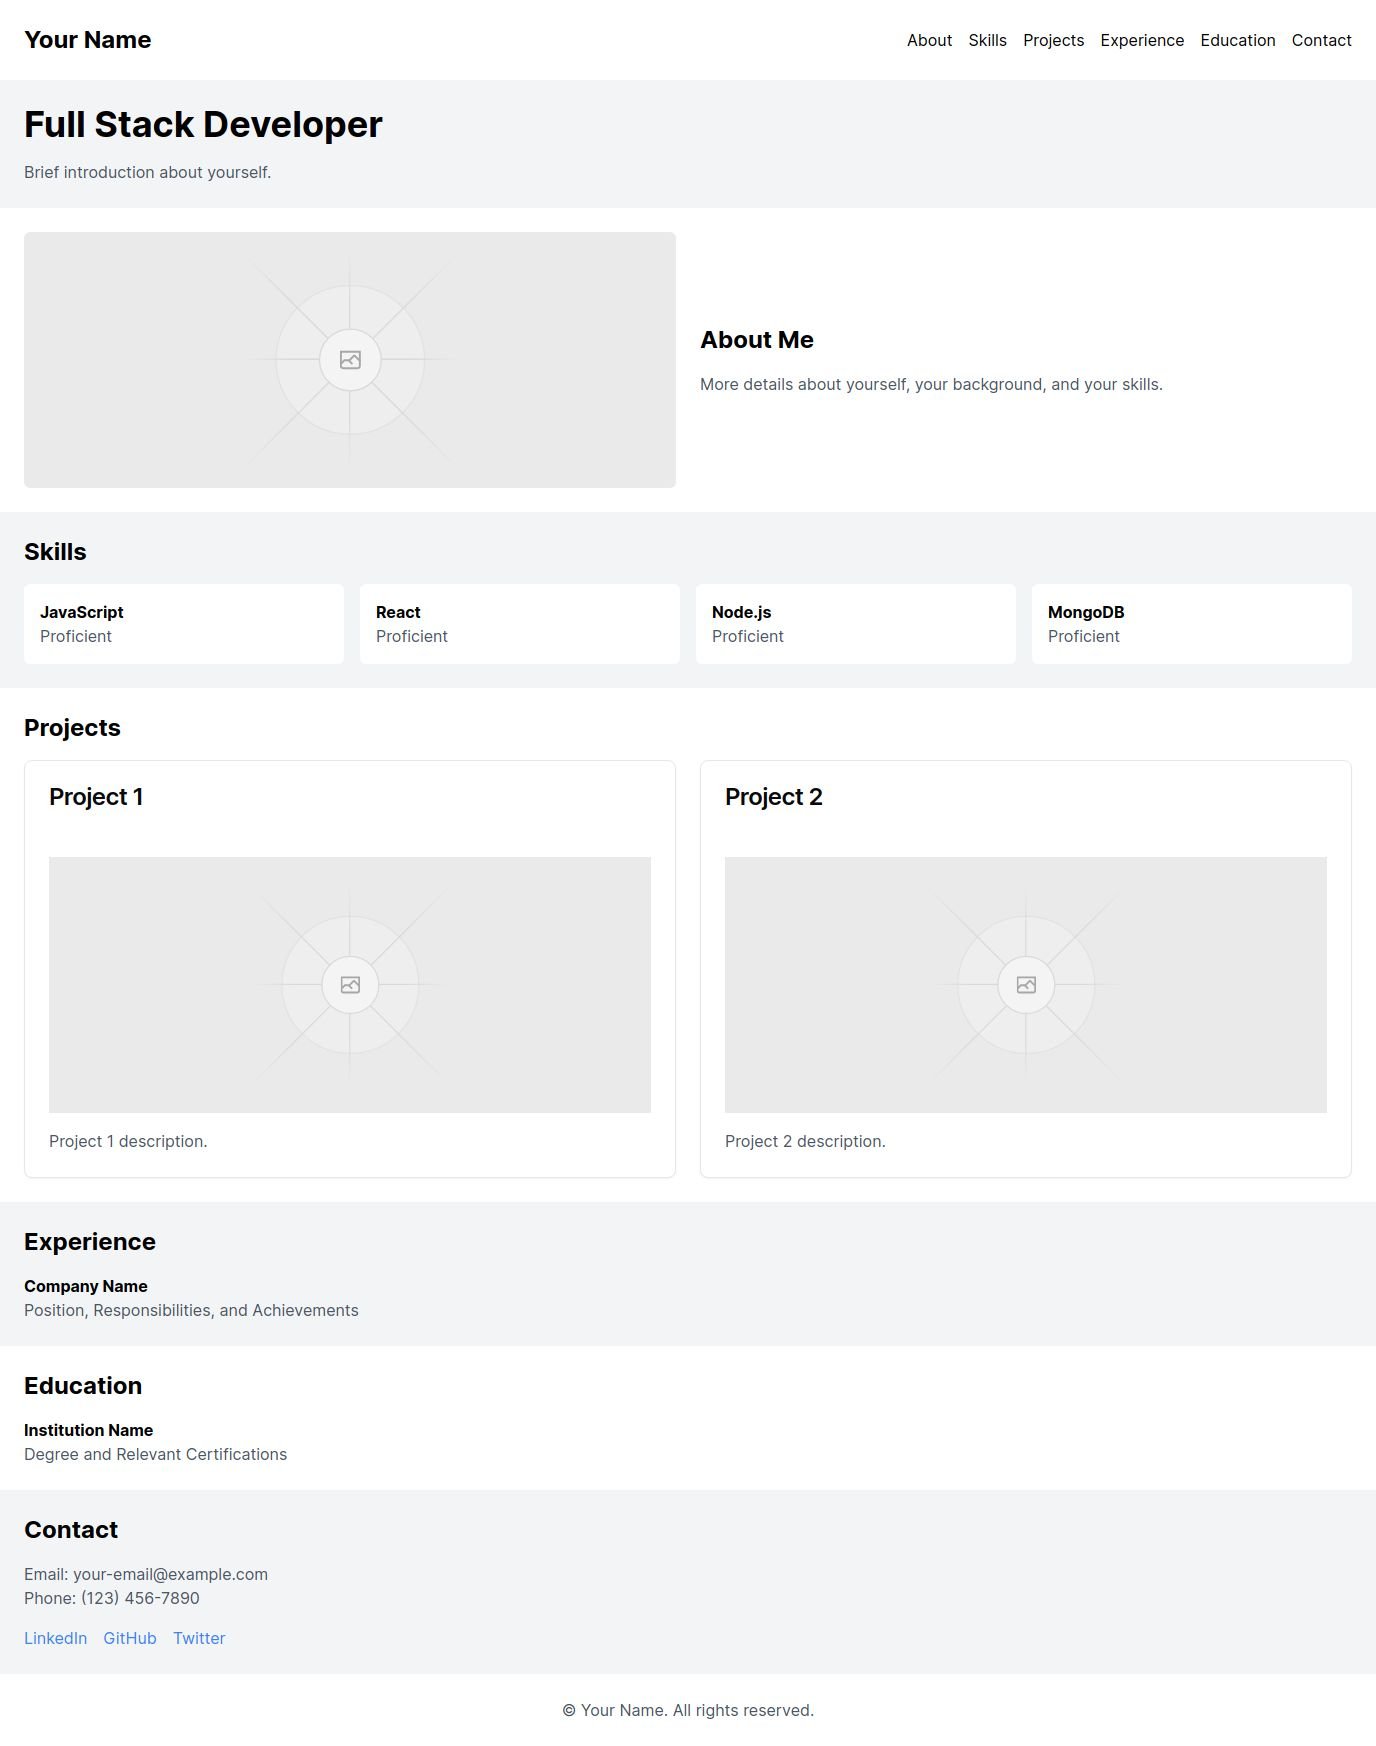 Your Name
About Skills Projects Experience Education Contact
Full Stack Developer
Brief introduction about yourself.
About Me
More details about yourself, your background, and your skills.
Skills
JavaScript
Proficient
React
Proficient
Node.js
Proficient
MongoDB
Proficient
Projects
Project 1
Project 1 description.
Project 2
Project 2 description.
Experience
Company Name
Position, Responsibilities, and Achievements
Education
Institution Name
Degree and Relevant Certifications
Contact
Email: your-email@example.com
Phone: (123) 456-7890
LinkedIn GitHub Twitter
© Your Name. All rights reserved.